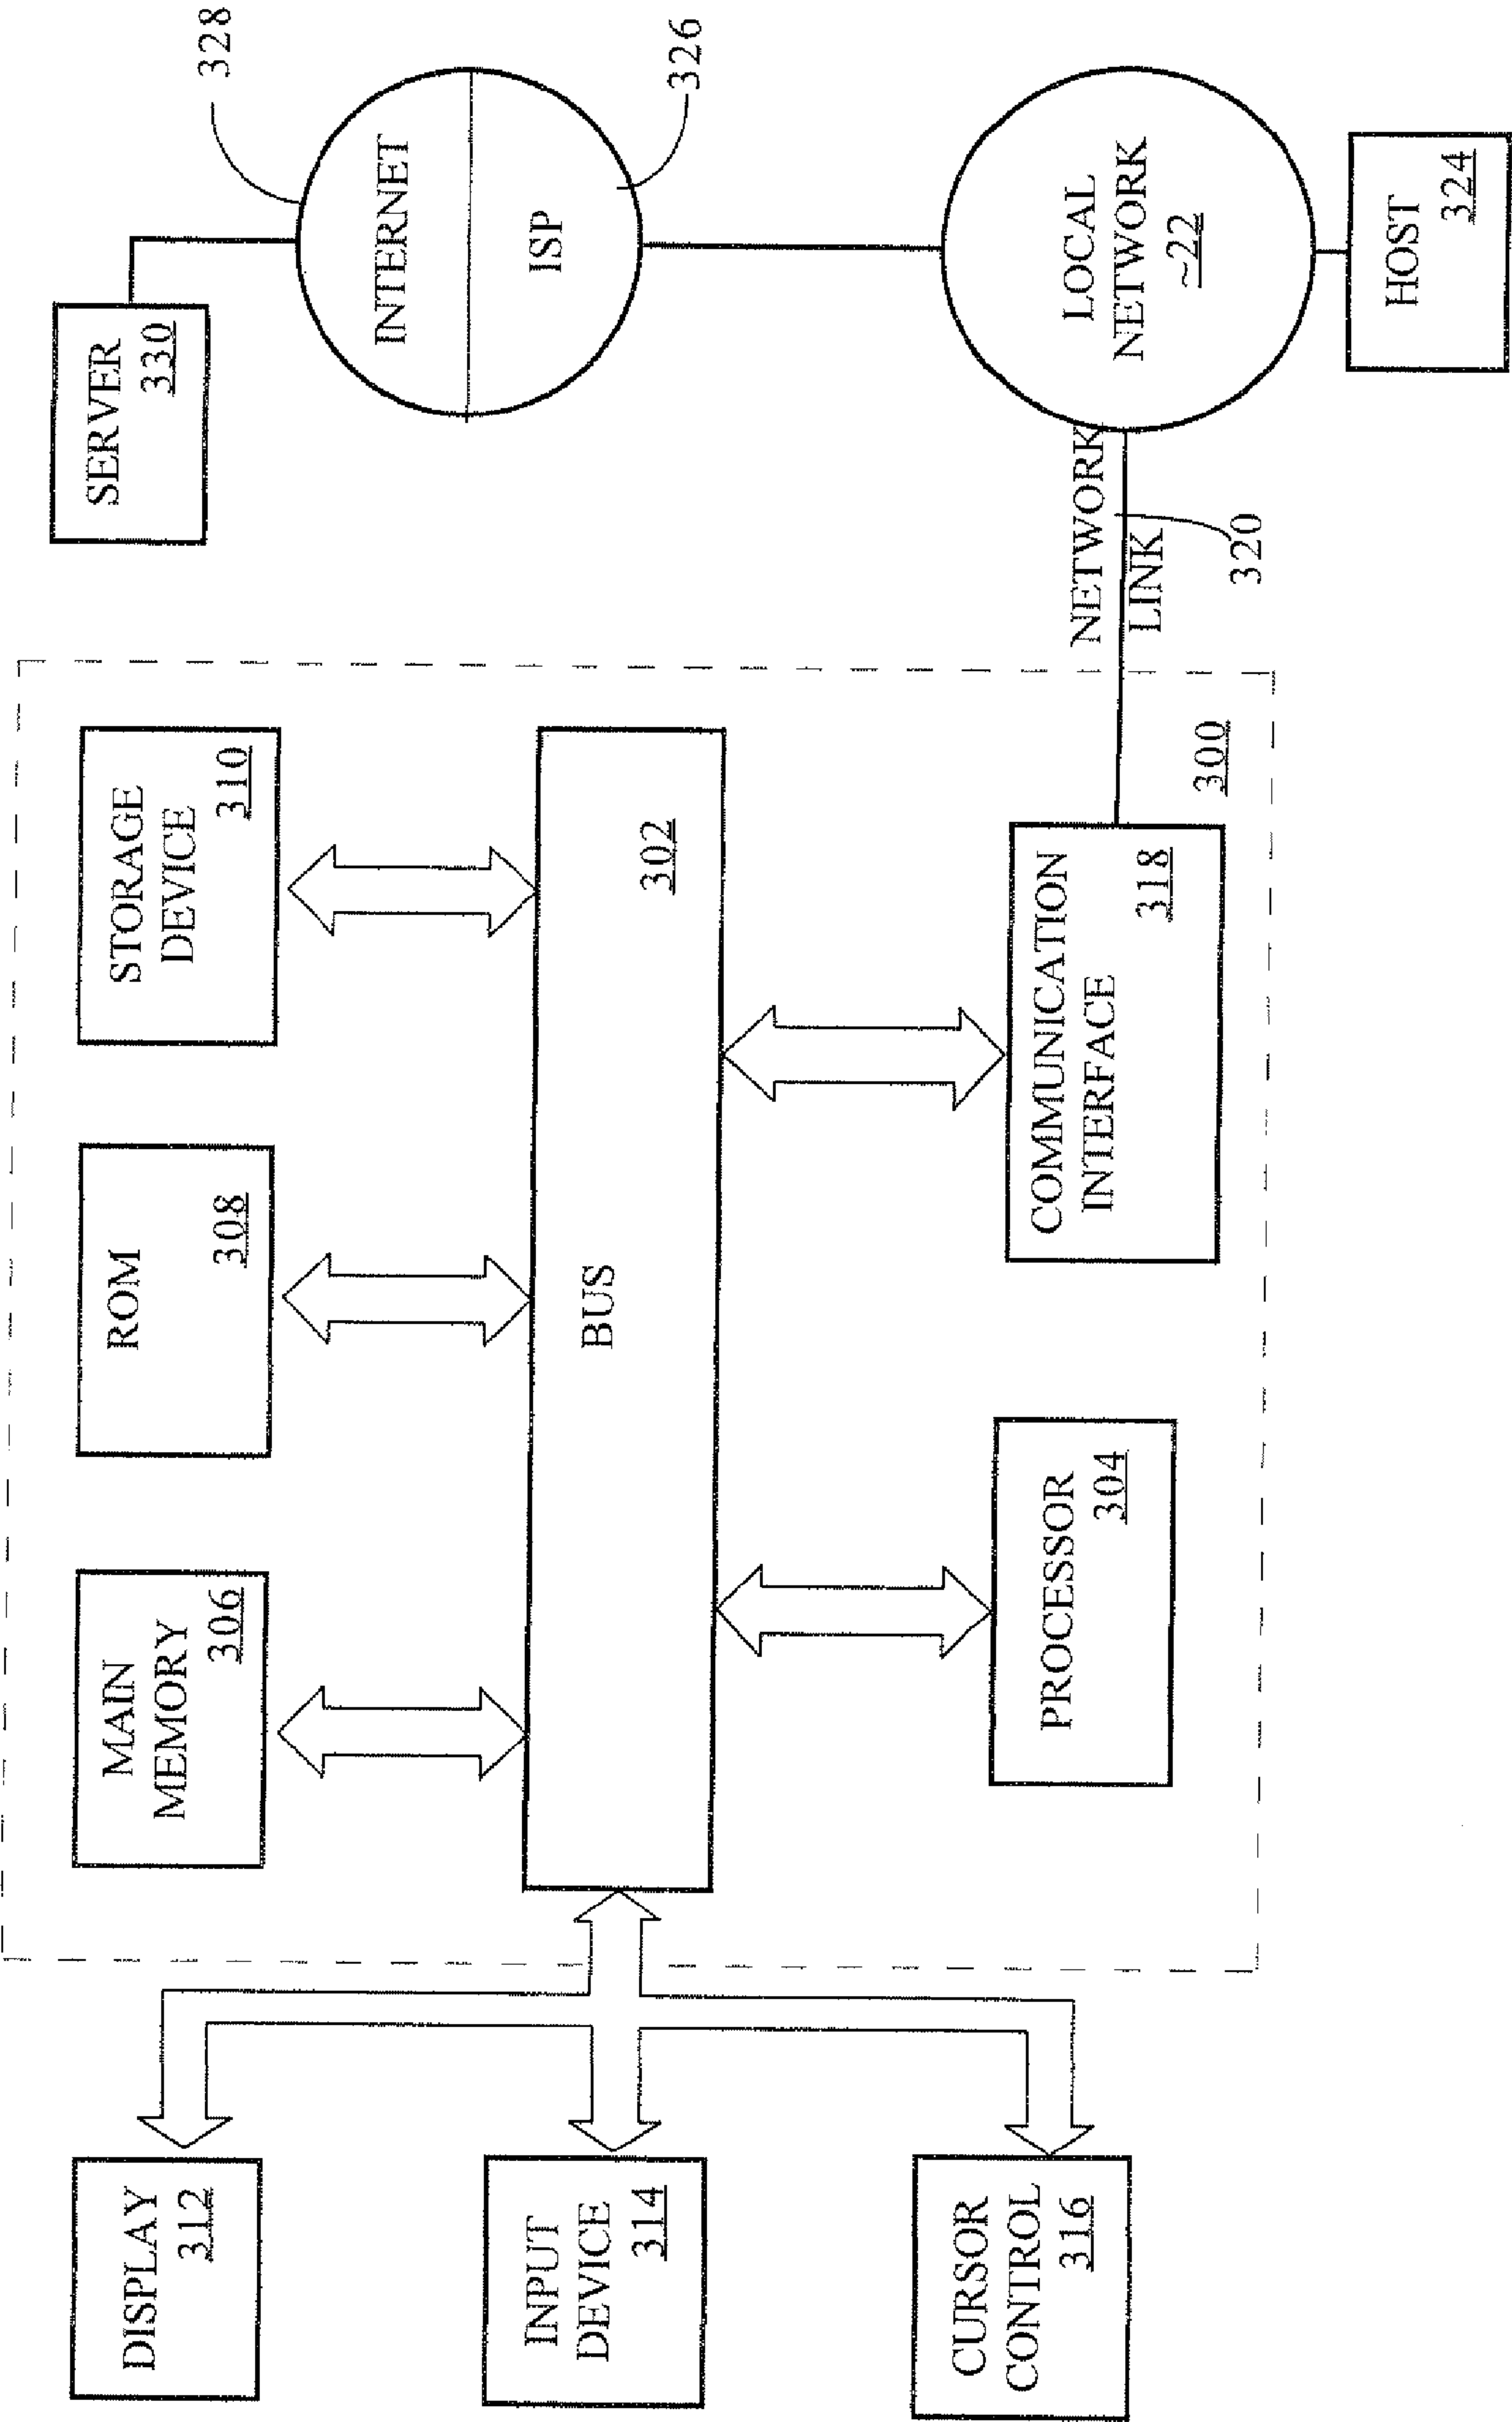 DISPLAY
312
INPUT
DEVICE
314
CURSOR
CONTROL
316
MAIN
MEMORY
306
ROM
308
STORAGE
DEVICE
310
BUS
302
PROCESSOR
304
COMMUNICATION
INTERFACE
318
300
SERVER
330
328
INTERNET
ISP
326
NETWORK
LINK
320
LOCAL
NETWORK
~22
HOST
324